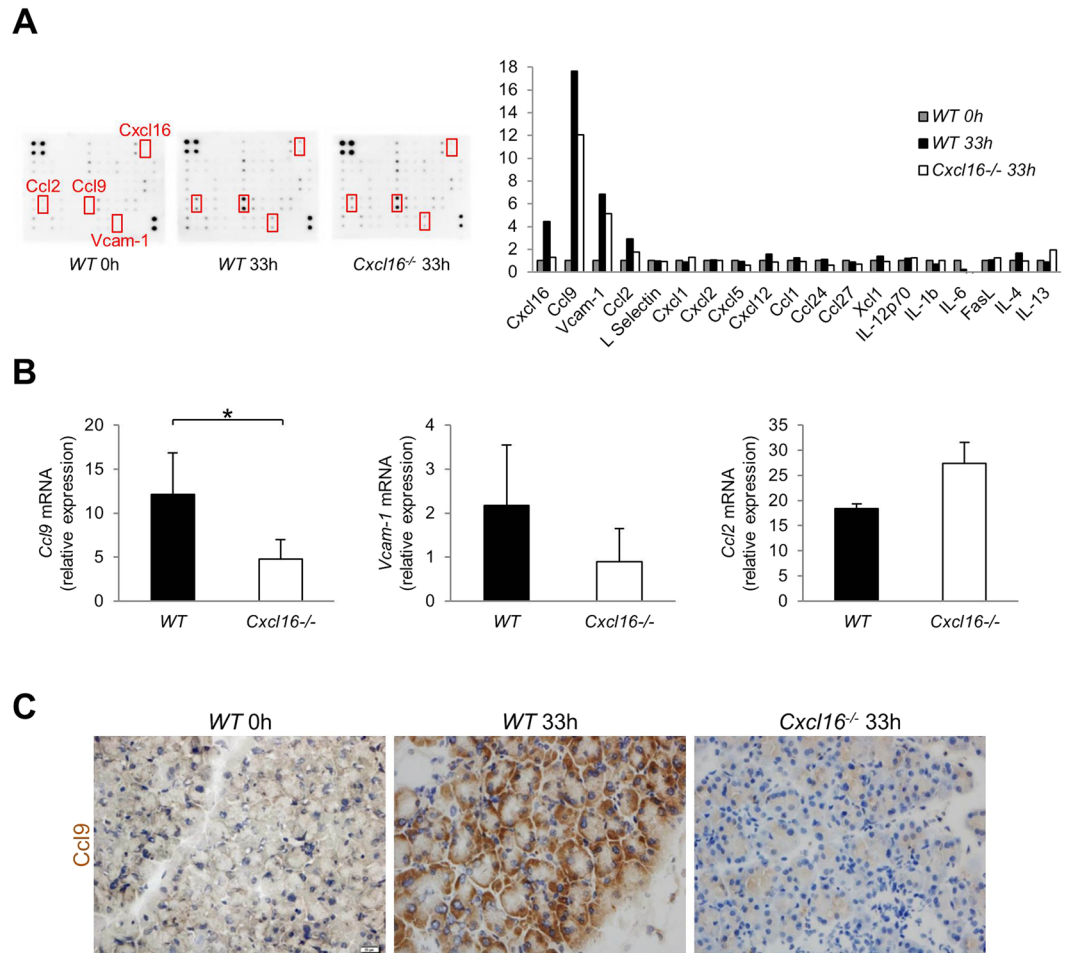 A
Cxcl16
Ccl2
Ccl9
Vcam-1
WT 0h
WT 33h
Cxcl16-/- 33h
18
16
14
12
10
8
6
4
2
0
WT 0h
WT 33h
Cxcl16-/- 33h
Cxcl16
Ccl9
Vcam-1
Ccl2
L Selectin
Cxcl1
Cxcl2
Cxcl5
Cxcl12
Ccl1
Ccl24
Ccl27
Xcl1
IL-12p70
IL-1b
IL-6
FasL
IL-4
IL-13
B
Ccl9 mRNA
(relative expression)
20
15
10
5
0
*
WT
Cxcl16-/-
Vcam-1 mRNA
(relative expression)
4
3
2
1
0
WT
Cxcl16-/-
Ccl2 mRNA
(relative expression)
35
30
25
20
15
10
5
0
WT
Cxcl16-/-
C
WT 0h
WT 33h
Cxcl16-/- 33h
Ccl9